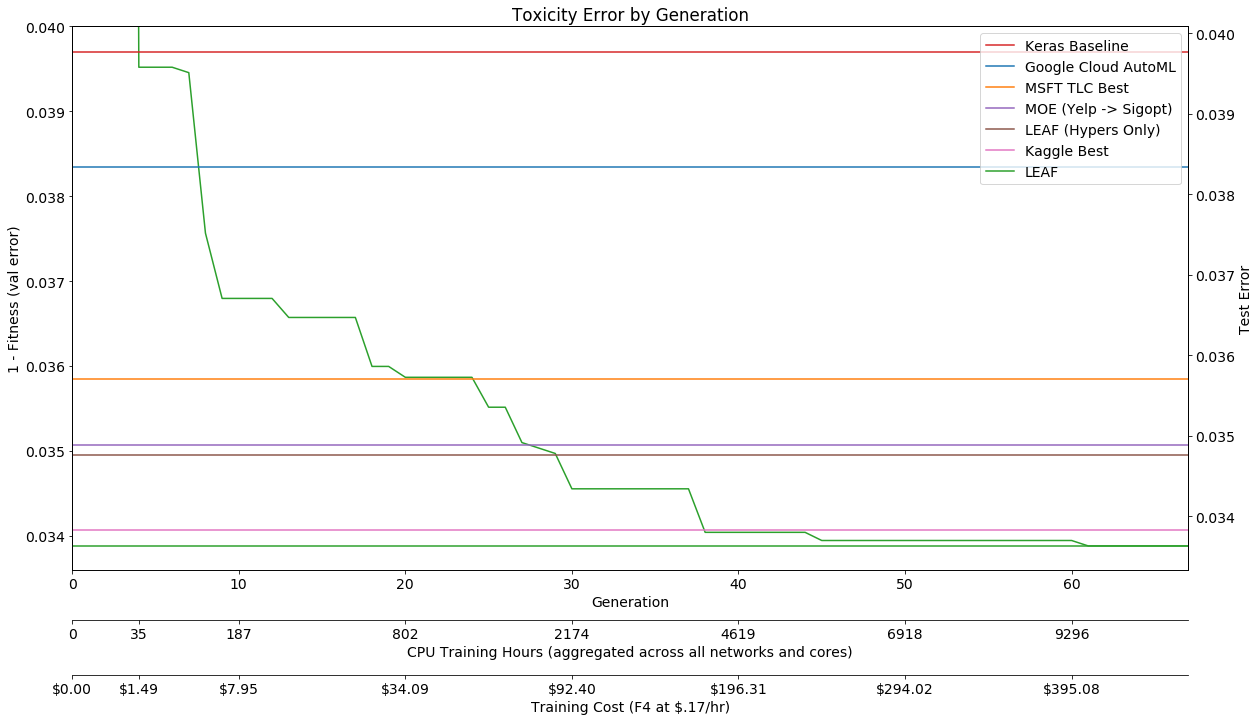 Toxicity Error by Generation
0.040
0.039
0.038
0.037
0.036
0.035
0.034
1 - Fitness (val error)
Keras Baseline
Google Cloud AutoML
MSFT TLC Best
MOE (Yelp -> Sigopt)
LEAF (Hypers Only)
Kaggle Best
LEAF
0.040
0.039
0.038
0.037
0.036
0.035
0.034
Test Error
0 10 20 30 40 50 60
Generation
0 35 187 802 2174 4619 6918 9296
CPU Training Hours (aggregated across all networks and cores)
$0.00 $1.49 $7.95 $34.09 $92.40 $196.31 $294.02 $395.08
Training Cost (F4 at $.17/hr)